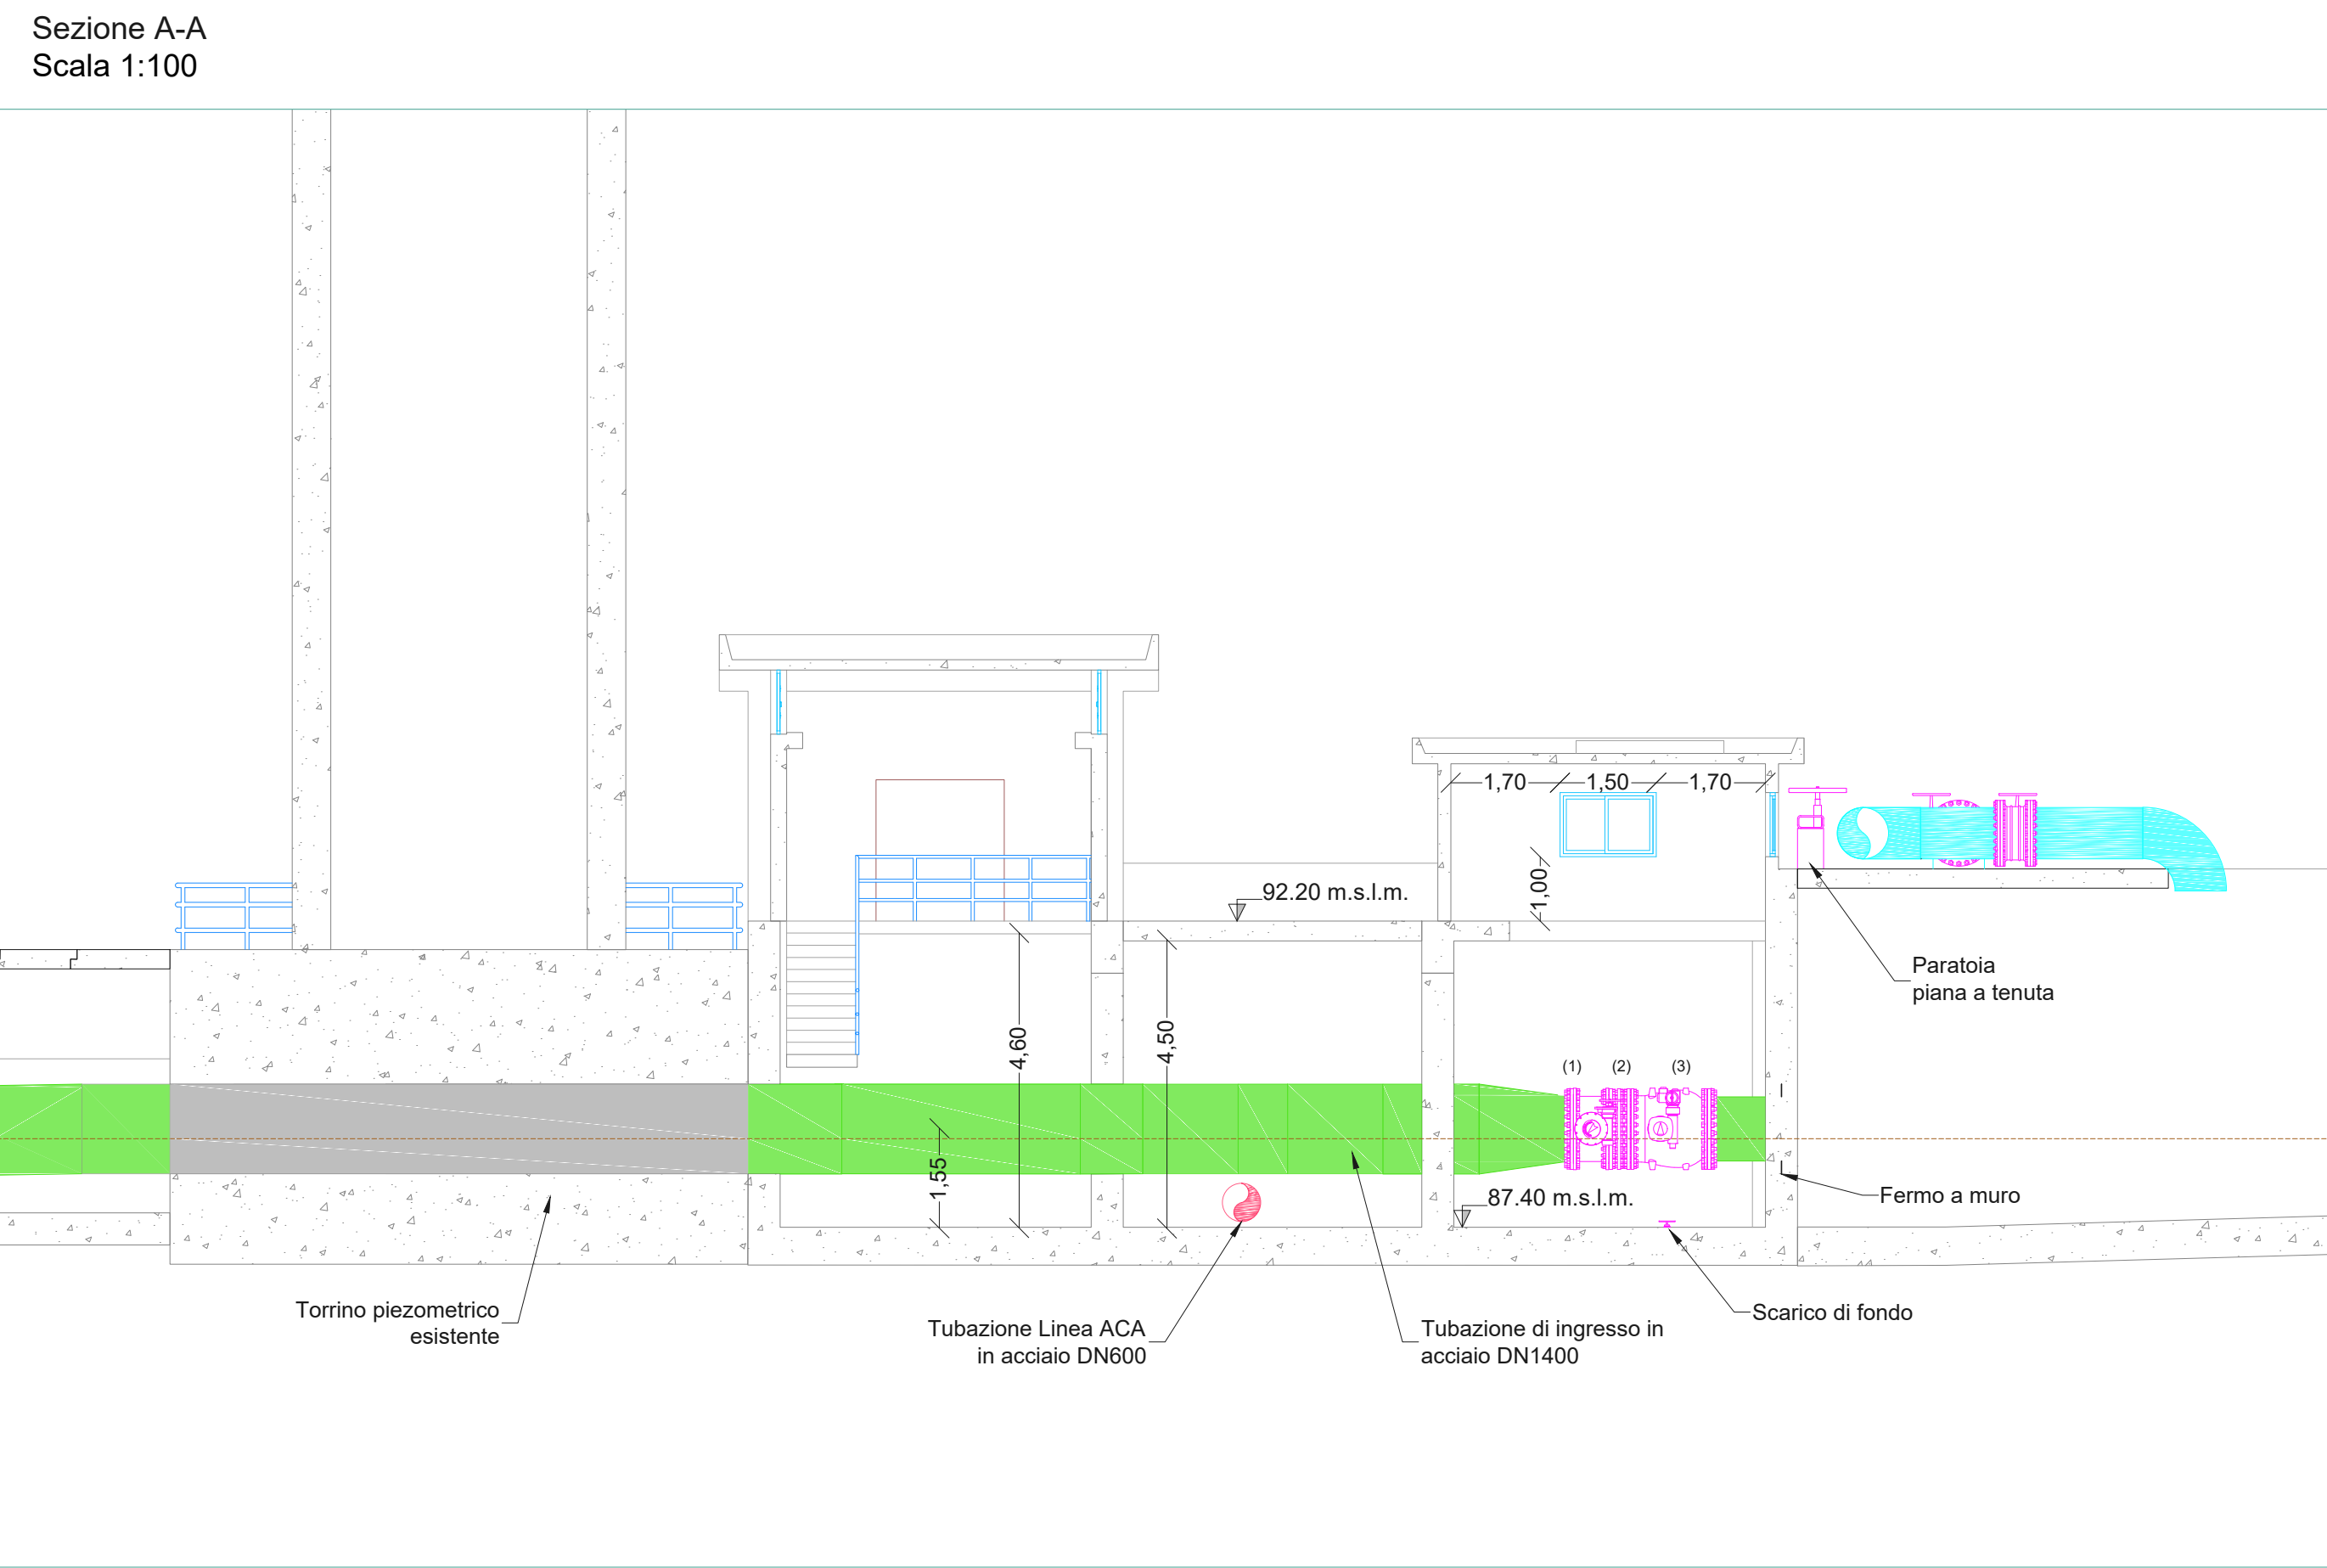 Sezione A-A
Scala 1:100
1,70
1,50
1,70
1,00
92.20 m.s.l.m.
Paratoia
piana a tenuta
4,60
4,50
(1)
(2)
(3)
1,55
87.40 m.s.l.m.
Fermo a muro
Torrino piezometrico
esistente
Tubazione Linea ACA
in acciaio DN600
Tubazione di ingresso in
acciaio DN1400
Scarico di fondo